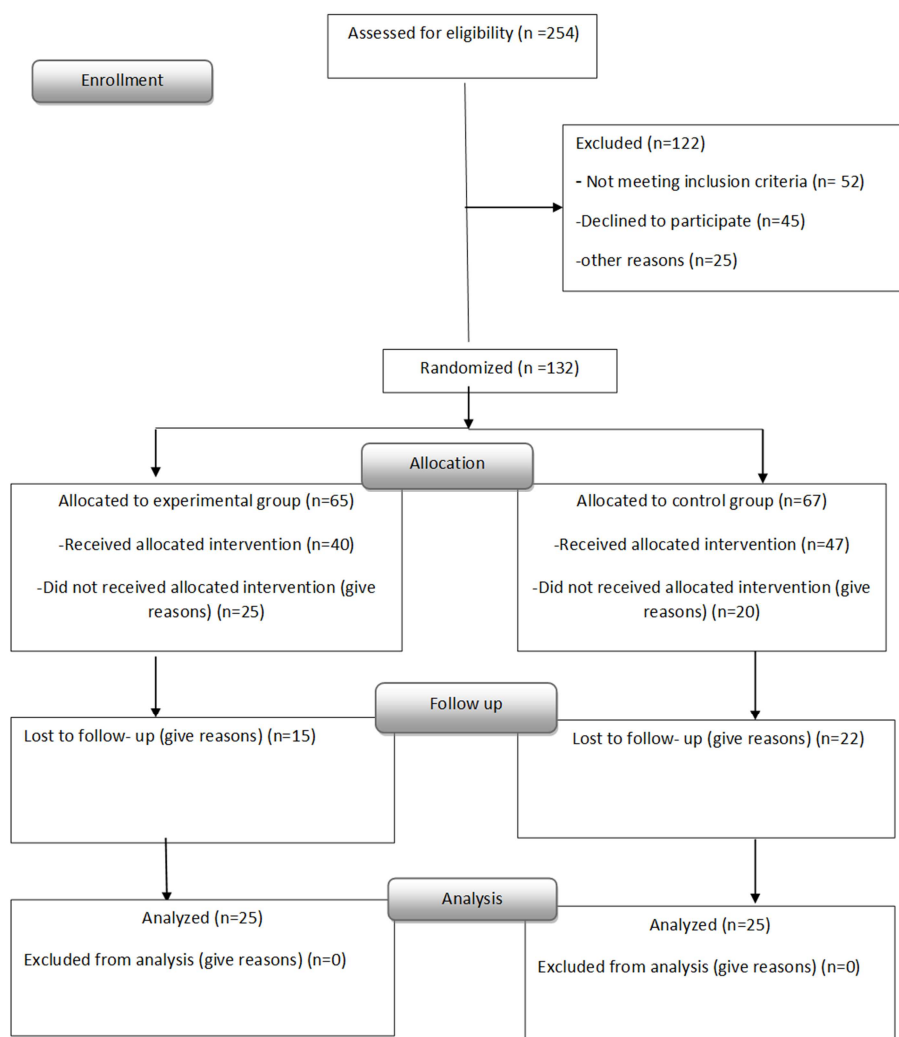 Assessed for eligibility (n =254)
Enrollment
Excluded (n=122)
- Not meeting inclusion criteria (n= 52)
-Declined to participate (n=45)
-other reasons (n=25)
Randomized (n =132)
Allocation
Allocated to experimental group (n=65)
-Received allocated intervention (n=40)
-Did not received allocated intervention (give
reasons) (n=25)
Allocated to control group (n=67)
-Received allocated intervention (n=47)
-Did not received allocated intervention (give
reasons) (n=20)
Follow up
Lost to follow- up (give reasons) (n=15)
Lost to follow- up (give reasons) (n=22)
Analysis
Analyzed (n=25)
Excluded from analysis (give reasons) (n=0)
Analyzed (n=25)
Excluded from analysis (give reasons) (n=0)